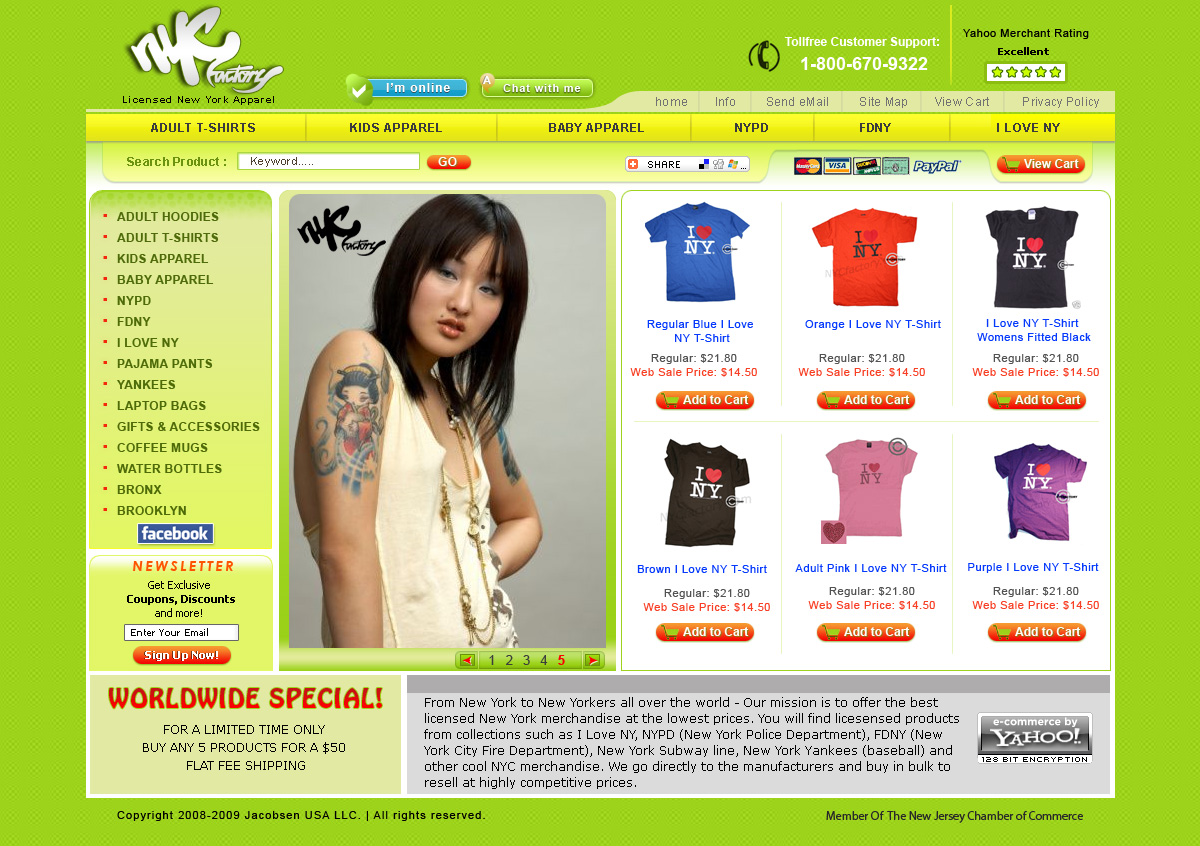 NYC
Factory
Licensed New York Apparel
I'm online
A
Chat with me
Tollfree Customer Support:
1-800-670-9322
Yahoo Merchant Rating
Excellent
home
Info
Send eMail
Site Map
View Cart
Privacy Policy
ADULT T-SHIRTS
KIDS APPAREL
BABY APPAREL
NYPD
FDNY
I LOVE NY
Search Product :
Keyword.....
GO
SHARE
MasterCard
VISA
PayPal
View Cart
ADULT HOODIES
ADULT T-SHIRTS
KIDS APPAREL
BABY APPAREL
NYPD
FDNY
I LOVE NY
PAJAMA PANTS
YANKEES
LAPTOP BAGS
GIFTS & ACCESSORIES
COFFEE MUGS
WATER BOTTLES
BRONX
BROOKLYN
facebook
NEWSLETTER
Get Exclusive
Coupons, Discounts
and more!
Enter Your Email
Sign Up Now!
NYC
Factory
1 2 3 4 5
I
NY
Regular Blue I Love
NY T-Shirt
Regular: $21.80
Web Sale Price: $14.50
Add to Cart
I
NY
Orange I Love NY T-Shirt
Regular: $21.80
Web Sale Price: $14.50
Add to Cart
I
NY
I Love NY T-Shirt
Womens Fitted Black
Regular: $21.80
Web Sale Price: $14.50
Add to Cart
I
NY
Brown I Love NY T-Shirt
Regular: $21.80
Web Sale Price: $14.50
Add to Cart
I
NY
©
Adult Pink I Love NY T-Shirt
Regular: $21.80
Web Sale Price: $14.50
Add to Cart
I
NY
Purple I Love NY T-Shirt
Regular: $21.80
Web Sale Price: $14.50
Add to Cart
WORLDWIDE SPECIAL!
FOR A LIMITED TIME ONLY
BUY ANY 5 PRODUCTS FOR A $50
FLAT FEE SHIPPING
From New York to New Yorkers all over the world - Our mission is to offer the best
licensed New York merchandise at the lowest prices. You will find licesensed products
from collections such as I Love NY, NYPD (New York Police Department), FDNY (New
York City Fire Department), New York Subway line, New York Yankees (baseball) and
other cool NYC merchandise. We go directly to the manufacturers and buy in bulk to
resell at highly competitive prices.
e-commerce by
YAHOO!
128 BIT ENCRYPTION
Copyright 2008-2009 Jacobsen USA LLC. | All rights reserved.
Member Of The New Jersey Chamber of Commerce